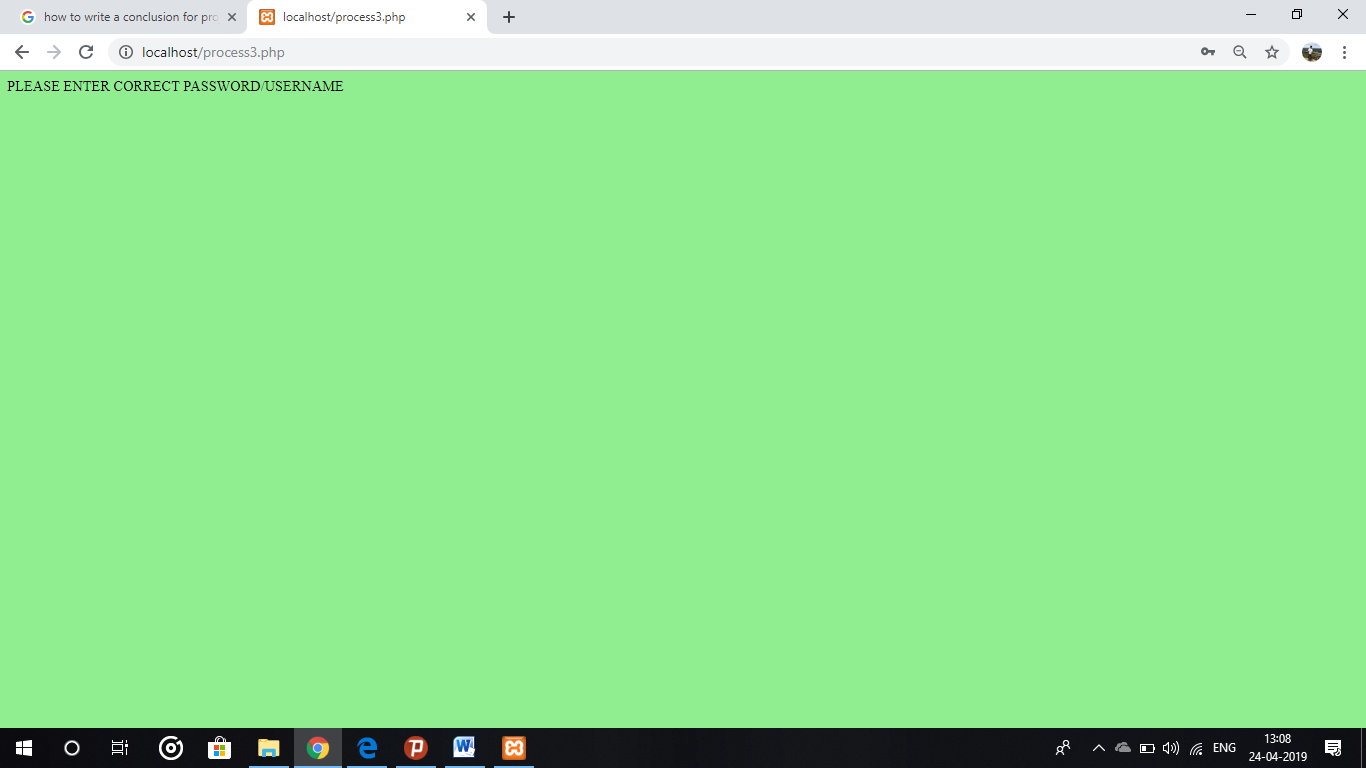 how to write a conclusion for pro
localhost/process3.php
localhost/process3.php
PLEASE ENTER CORRECT PASSWORD/USERNAME
ENG
13:08
24-04-2019